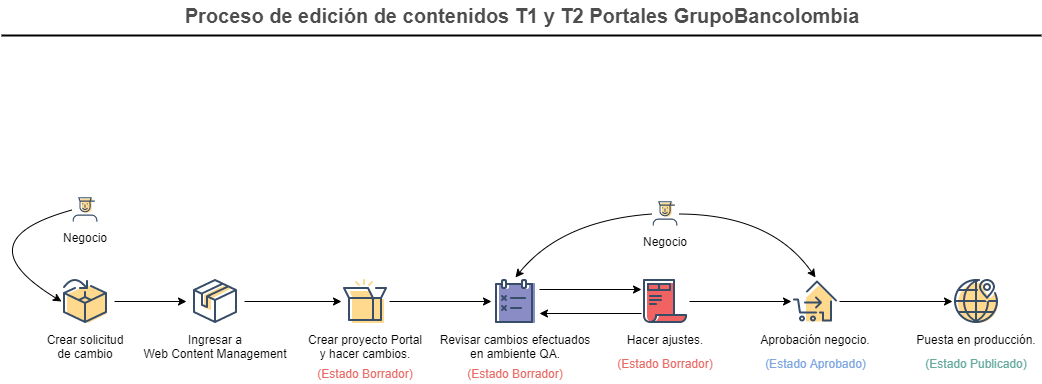 Proceso de edición de contenidos T1 y T2 Portales GrupoBancolombia
Negocio
Negocio
Crear solicitud
de cambio
Ingresar a
Web Content Management
Crear proyecto Portal
y hacer cambios.
(Estado Borrador)
Revisar cambios efectuados
en ambiente QA.
(Estado Borrador)
Hacer ajustes.
(Estado Borrador)
Aprobación negocio.
(Estado Aprobado)
Puesta en producción.
(Estado Publicado)